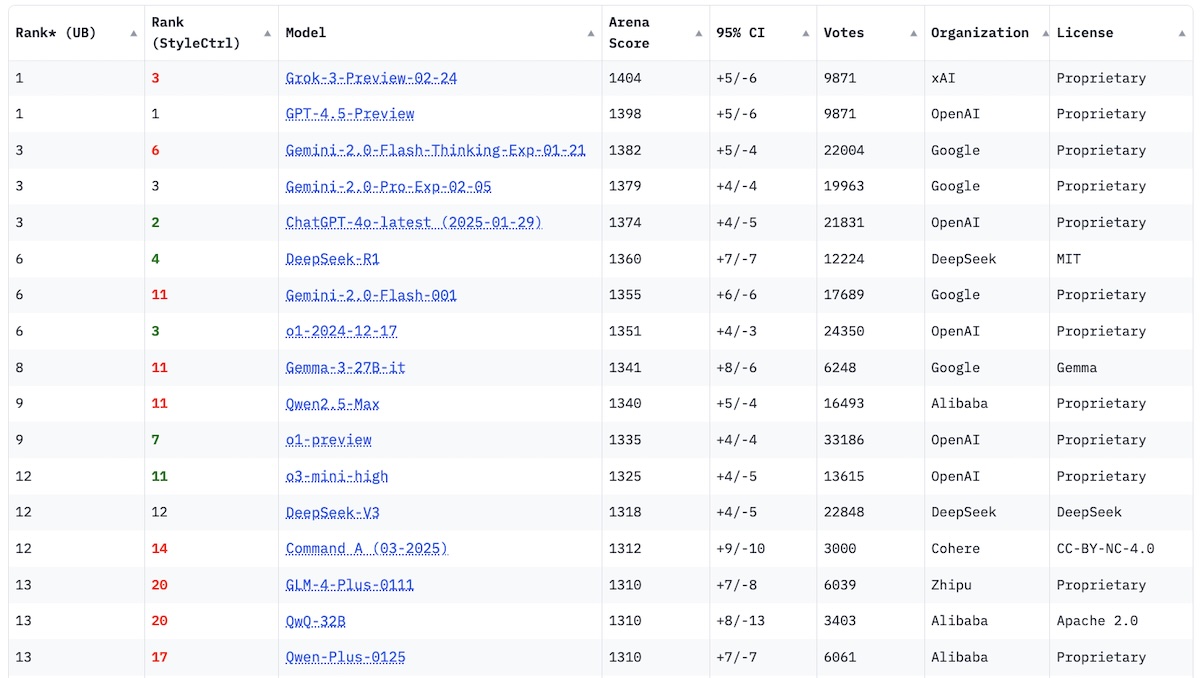 Rank* (UB) ▲ Rank (StyleCtrl) ▲ Model ▲ Arena Score ▲ 95% CI ▲ Votes ▲ Organization ▲ License ▲
1 3 Grok-3-Preview-02-24 1404 +5/-6 9871 xAI Proprietary
1 1 GPT-4.5-Preview 1398 +5/-6 9871 OpenAI Proprietary
3 6 Gemini-2.0-Flash-Thinking-Exp-01-21 1382 +5/-4 22004 Google Proprietary
3 3 Gemini-2.0-Pro-Exp-02-05 1379 +4/-4 19963 Google Proprietary
3 2 ChatGPT-4o-latest (2025-01-29) 1374 +4/-5 21831 OpenAI Proprietary
6 4 DeepSeek-R1 1360 +7/-7 12224 DeepSeek MIT
6 11 Gemini-2.0-Flash-001 1355 +6/-6 17689 Google Proprietary
6 3 o1-2024-12-17 1351 +4/-3 24350 OpenAI Proprietary
8 11 Gemma-3-27B-it 1341 +8/-6 6248 Google Gemma
9 11 Qwen2.5-Max 1340 +5/-4 16493 Alibaba Proprietary
9 7 o1-preview 1335 +4/-4 33186 OpenAI Proprietary
12 11 o3-mini-high 1325 +4/-5 13615 OpenAI Proprietary
12 12 DeepSeek-V3 1318 +4/-5 22848 DeepSeek DeepSeek
12 14 Command A (03-2025) 1312 +9/-10 3000 Cohere CC-BY-NC-4.0
13 20 GLM-4-Plus-0111 1310 +7/-8 6039 Zhipu Proprietary
13 20 QwQ-32B 1310 +8/-13 3403 Alibaba Apache 2.0
13 17 Qwen-Plus-0125 1310 +7/-7 6061 Alibaba Proprietary